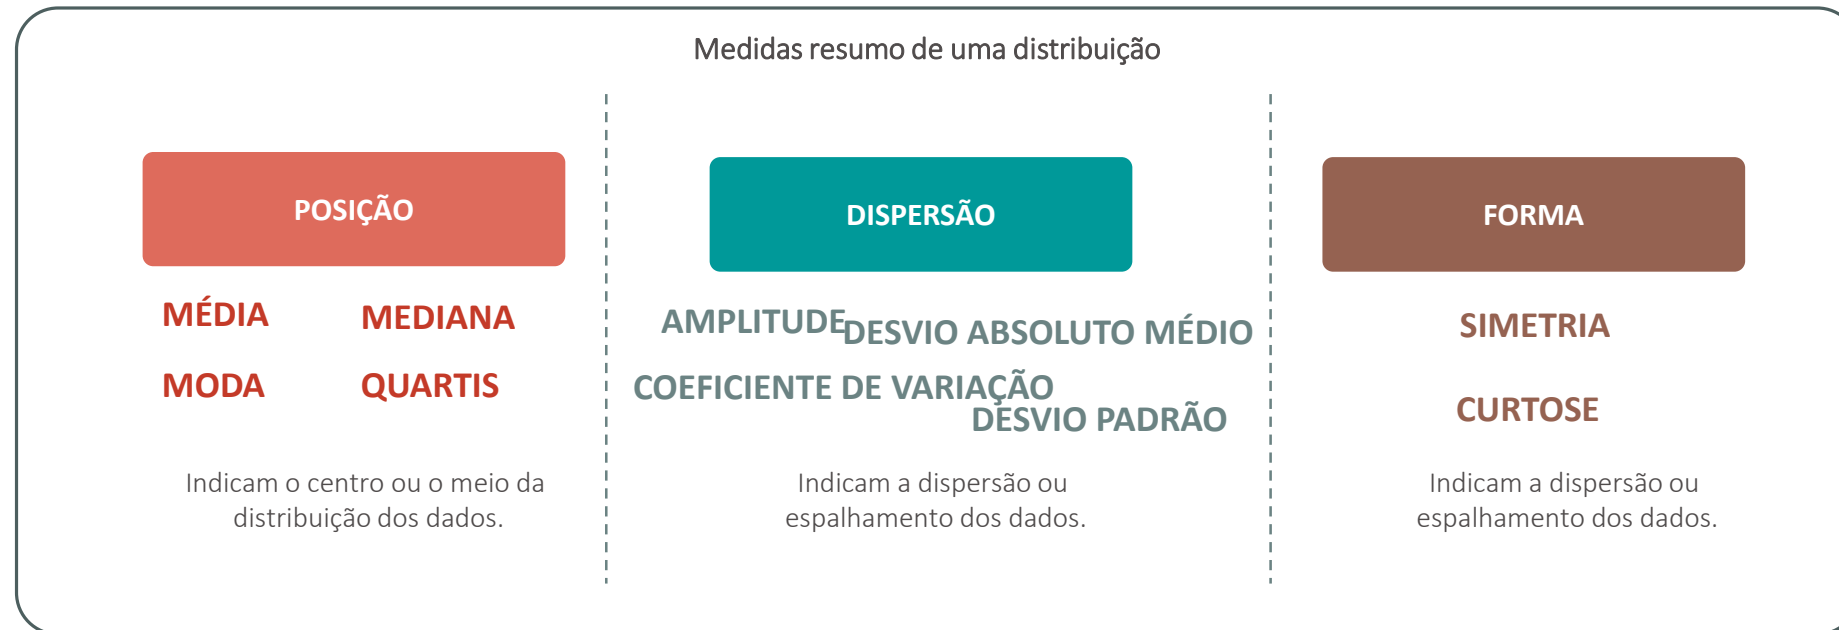 Medidas resumo de uma distribuição
POSIÇÃO
MÉDIA
MEDIANA
MODA
QUARTIS
Indicam o centro ou o meio da
distribuição dos dados.
DISPERSÃO
AMPLITUDE
DESVIO ABSOLUTO MÉDIO
COEFICIENTE DE VARIAÇÃO
DESVIO PADRÃO
Indicam a dispersão ou
espalhamento dos dados.
FORMA
SIMETRIA
CURTOSE
Indicam a dispersão ou
espalhamento dos dados.